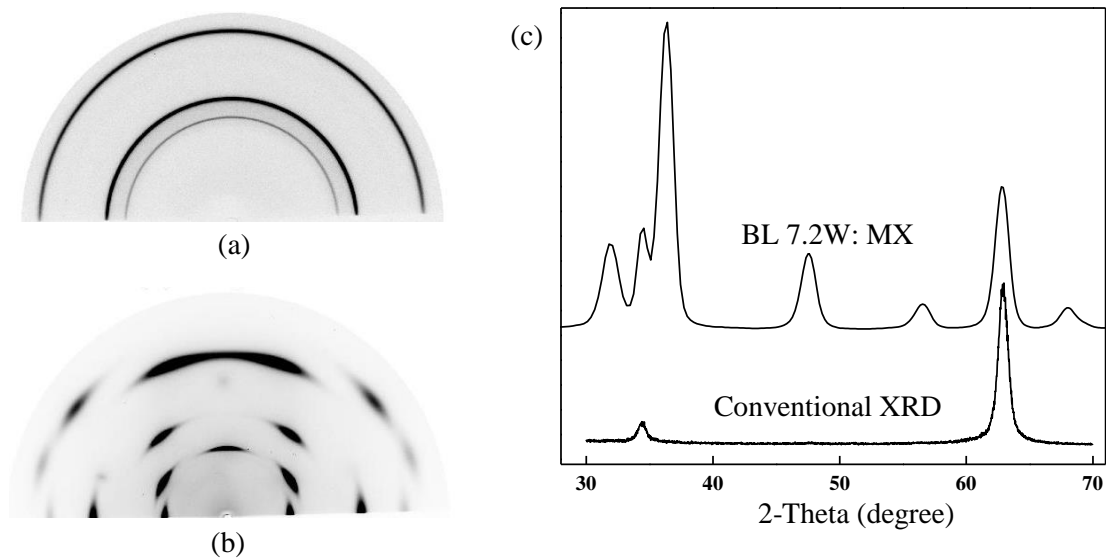 (a)
(b)
(c)
BL 7.2W: MX
Conventional XRD
30 40 50 60 70
2-Theta (degree)